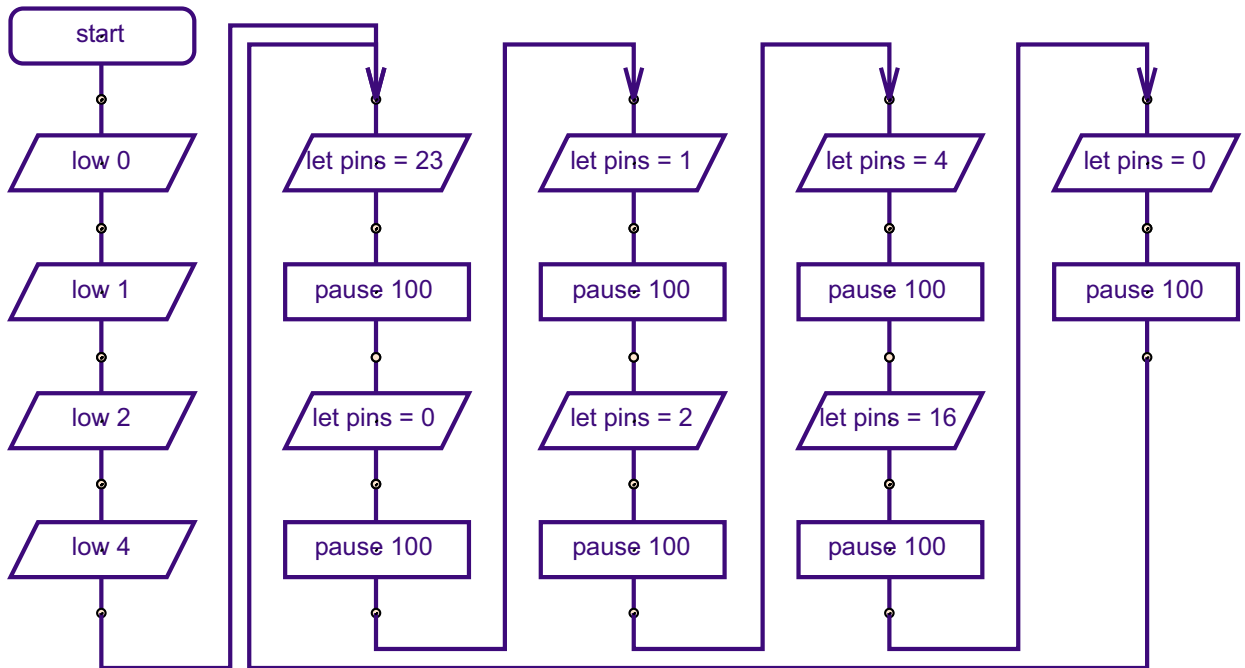 start
low 0
low 1
low 2
low 4
let pins = 23
pause 100
let pins = 0
pause 100
let pins = 1
pause 100
let pins = 2
pause 100
let pins = 4
pause 100
let pins = 16
pause 100
let pins = 0
pause 100